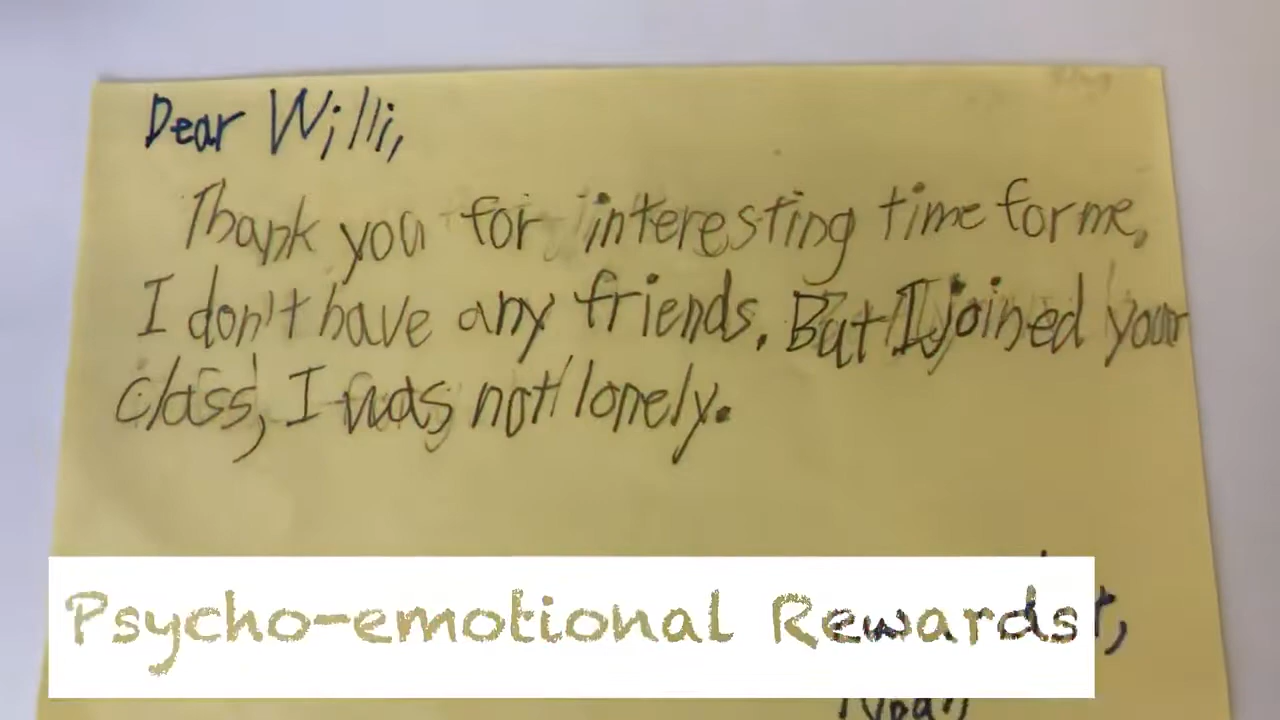 Dear Willi,
Thank you for interesting time for me.
I don't have any friends. But I joined your
class, I was not lonely.
Psycho-emotional Rewards